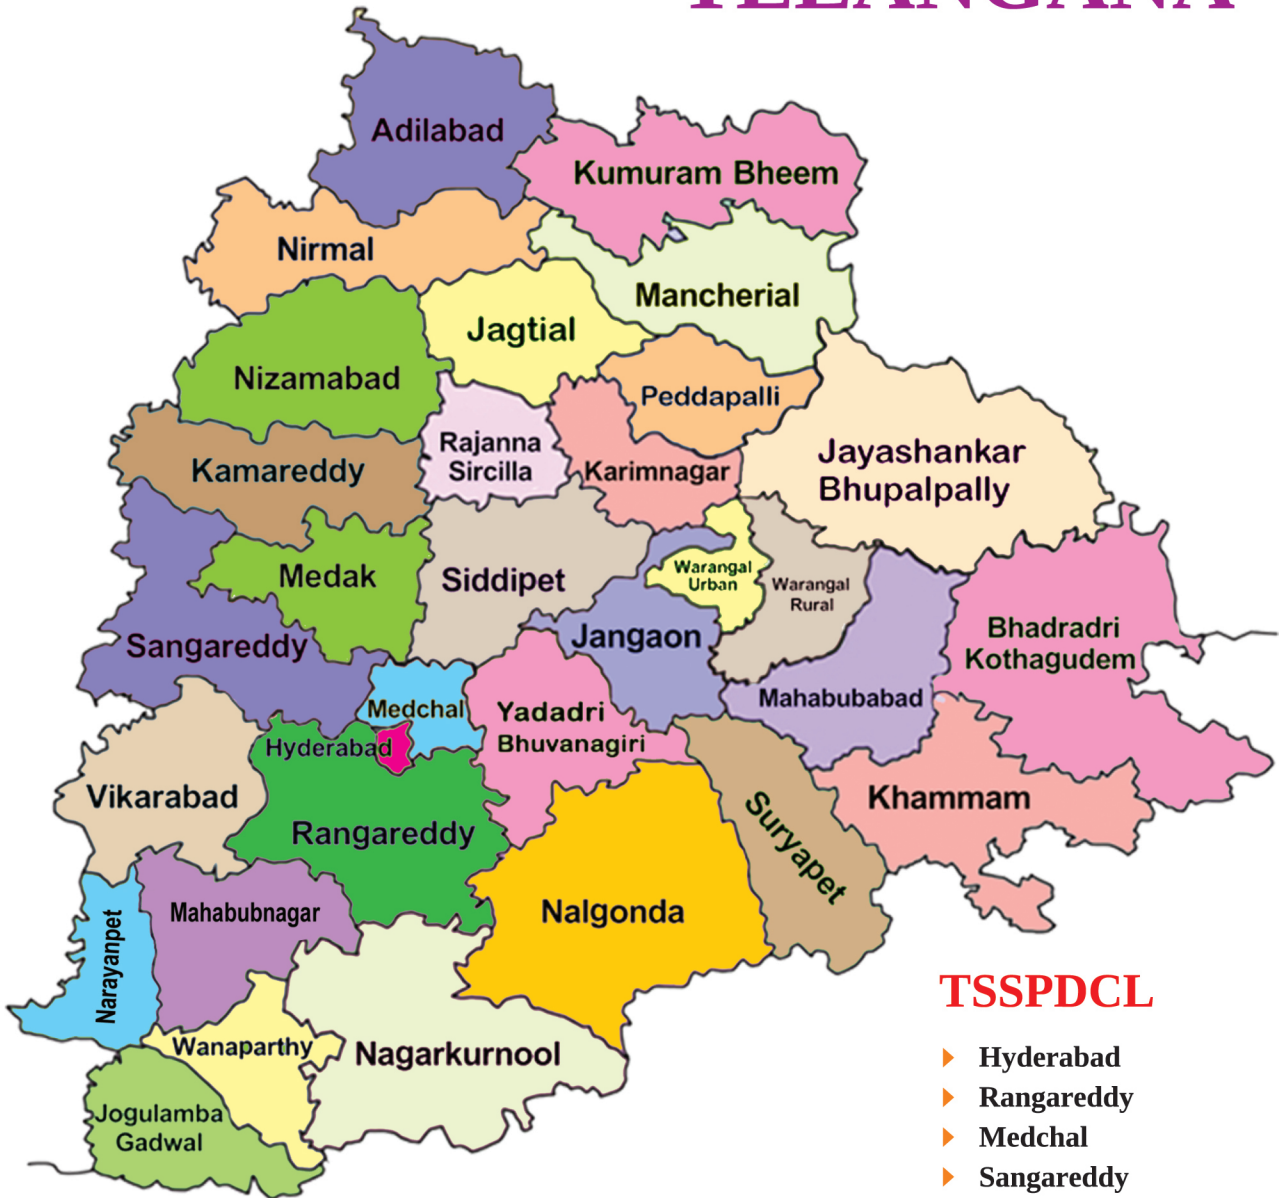 TELANGANA
Adilabad
Kumuram Bheem
Nirmal
Mancherial
Jagtial
Nizamabad
Peddapalli
Rajanna
Sircilla
Karimnagar
Jayashankar
Bhupalpally
Kamareddy
Medak
Siddipet
Warangal
Urban
Warangal
Rural
Sangareddy
Jangaon
Bhadradri
Kothagudem
Mahabubabad
Medchal
Yadadri
Bhuvanagiri
Hyderabad
Vikarabad
Khammam
Rangareddy
Suryapet
Mahabubnagar
Nalgonda
Narayanpet
Wanaparthy
Nagarkurnool
Jogulamba
Gadwal
TSSPDCL
Hyderabad
Rangareddy
Medchal
Sangareddy